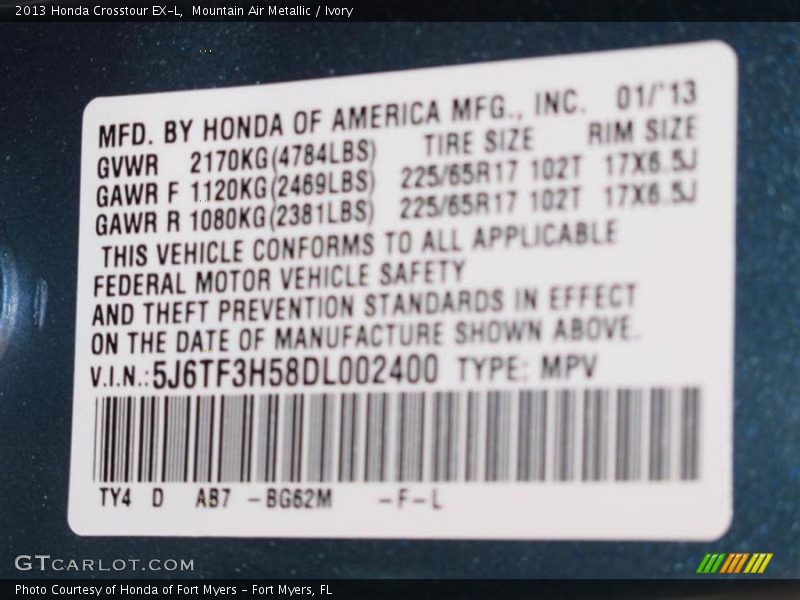 2013 Honda Crosstour EX-L,  Mountain Air Metallic / Ivory
MFD. BY HONDA OF AMERICA MFG., INC. 01/'13
GVWR 2170KG(4784LBS) TIRE SIZE RIM SIZE
GAWR F 1120KG(2469LBS) 225/65R17 102T 17X6.5J
GAWR R 1080KG(2381LBS) 225/65R17 102T 17X6.5J
THIS VEHICLE CONFORMS TO ALL APPLICABLE
FEDERAL MOTOR VEHICLE SAFETY
AND THEFT PREVENTION STANDARDS IN EFFECT
ON THE DATE OF MANUFACTURE SHOWN ABOVE.
V.I.N.:5J6TF3H58DL002400 TYPE: MPV
TY4 D AB7 -BG62M -F-L
GTCARLOT.COM
Photo Courtesy of Honda of Fort Myers - Fort Myers, FL